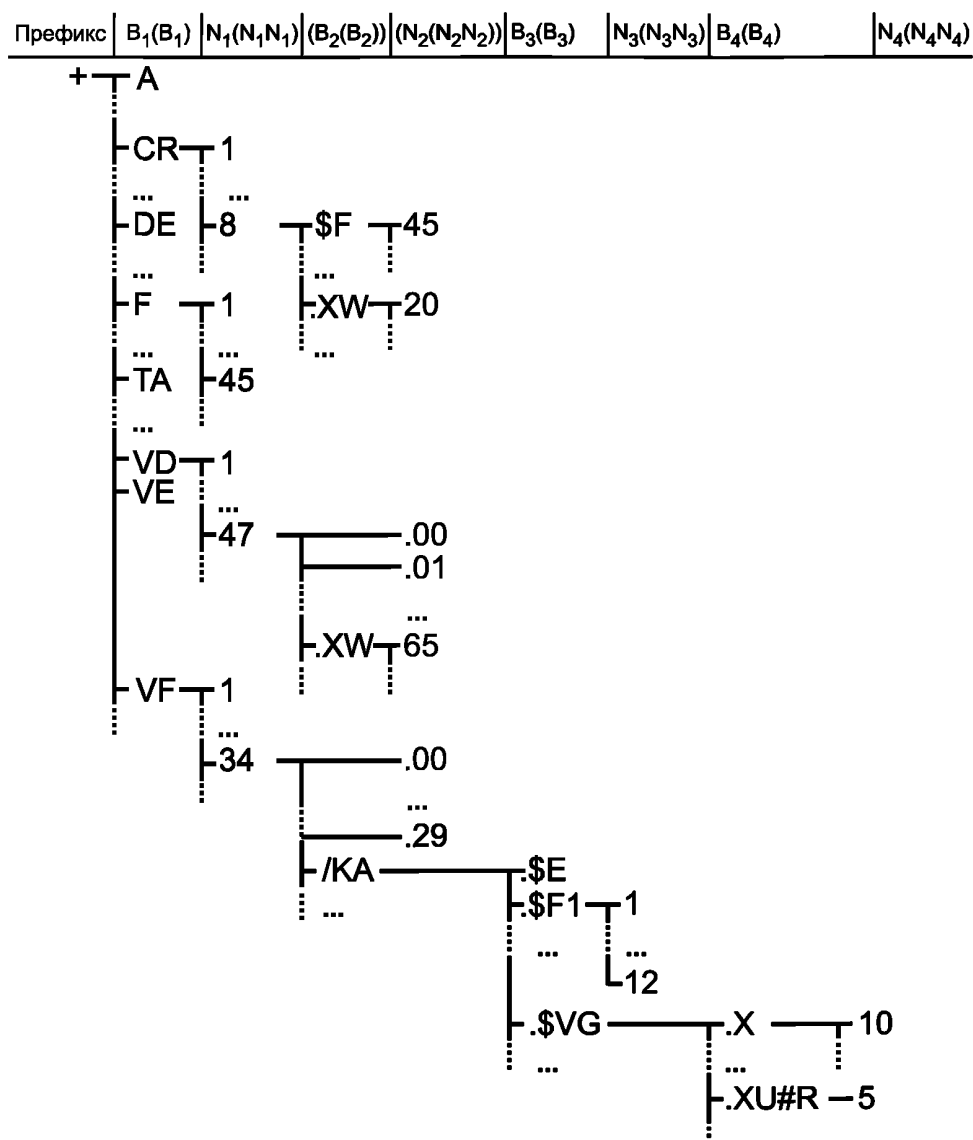 Префикс B₁(B₁) N₁(N₁N₁) (B₂(B₂)) (N₂(N₂N₂)) B₃(B₃) N₃(N₃N₃) B₄(B₄) N₄(N₄N₄)
+ A
CR 1
... ...
DE 8 $F 45
... ...
F 1 .XW 20
... ... ...
TA 45
...
VD 1
VE ...
47 .00
.01
...
.XW 65
VF 1
...
34 .00
...
.29
/KA .$E
... .$F1 1
... ...
12
.$VG .X 10
... ...
.XU#R 5